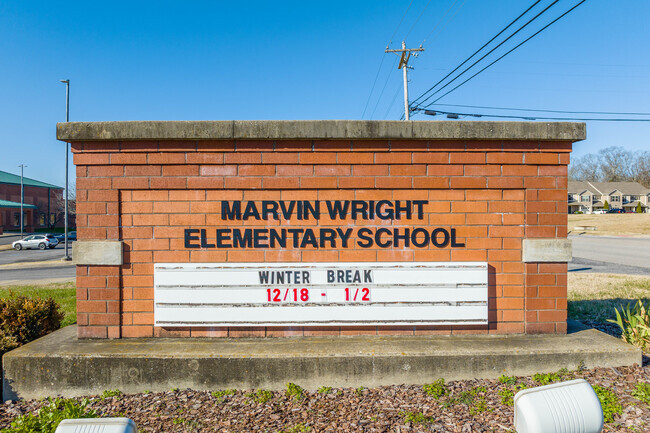 MARVIN WRIGHT
ELEMENTARY SCHOOL
WINTER BREAK
12/18 - 1/2